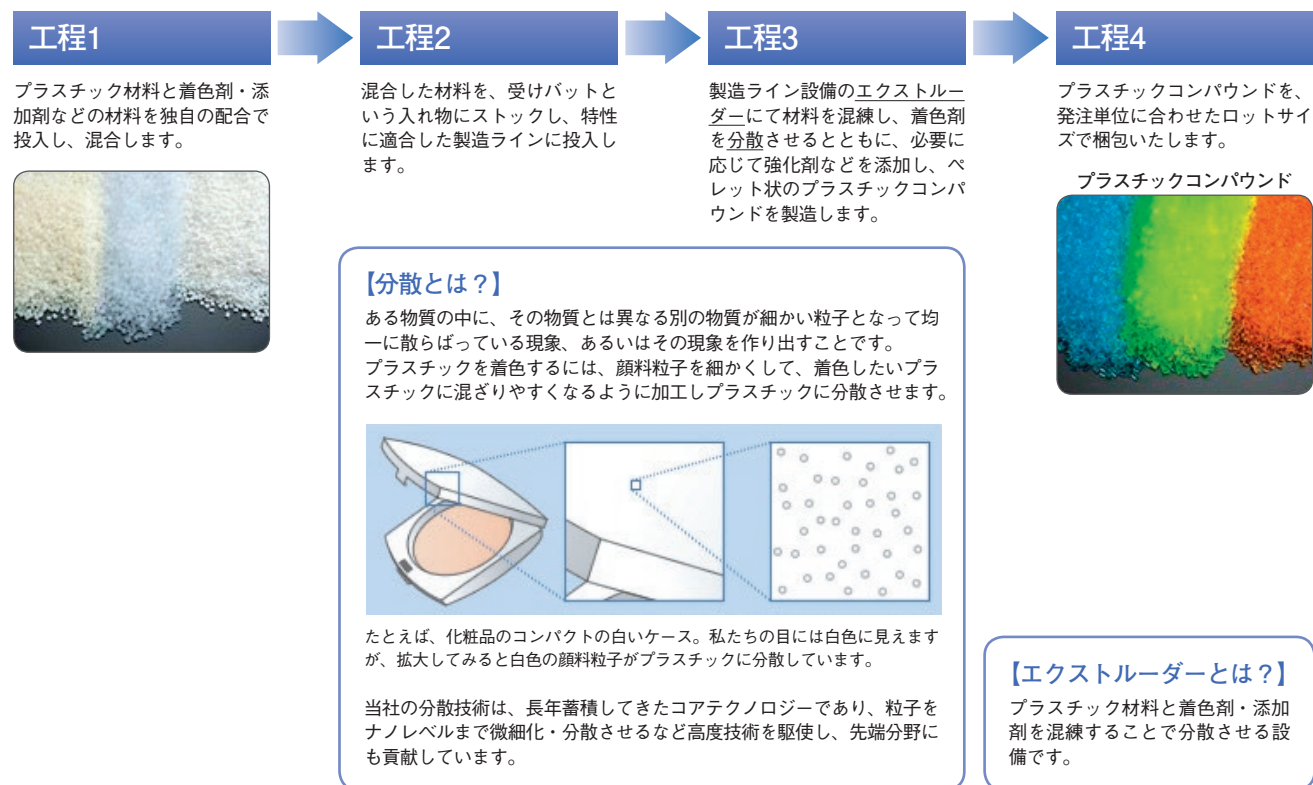 工程1
プラスチック材料と着色剤・添
加剤などの材料を独自の配合で
投入し、混合します。
工程2
混合した材料を、受けバットと
いう入れ物にストックし、特性
に適合した製造ラインに投入し
ます。
工程3
製造ライン設備のエクストルー
ダーにて材料を混練し、着色剤
を分散させるとともに、必要に
応じて強化剤などを添加し、ペ
レット状のプラスチックコンパ
ウンドを製造します。
工程4
プラスチックコンパウンドを、
発注単位に合わせたロットサイ
ズで梱包いたします。
プラスチックコンパウンド
【分散とは？】
ある物質の中に、その物質とは異なる別の物質が細かい粒子となって均
一に散らばっている現象、あるいはその現象を作り出すことです。
プラスチックを着色するには、顔料粒子を細かくして、着色したいプラ
スチックに混ざりやすくなるように加工しプラスチックに分散させます。
たとえば、化粧品のコンパクトの白いケース。私たちの目には白色に見えます
が、拡大してみると白色の顔料粒子がプラスチックに分散しています。
当社の分散技術は、長年蓄積してきたコアテクノロジーであり、粒子を
ナノレベルまで微細化・分散させるなど高度技術を駆使し、先端分野に
も貢献しています。
【エクストルーダーとは？】
プラスチック材料と着色剤・添加
剤を混練することで分散させる設
備です。